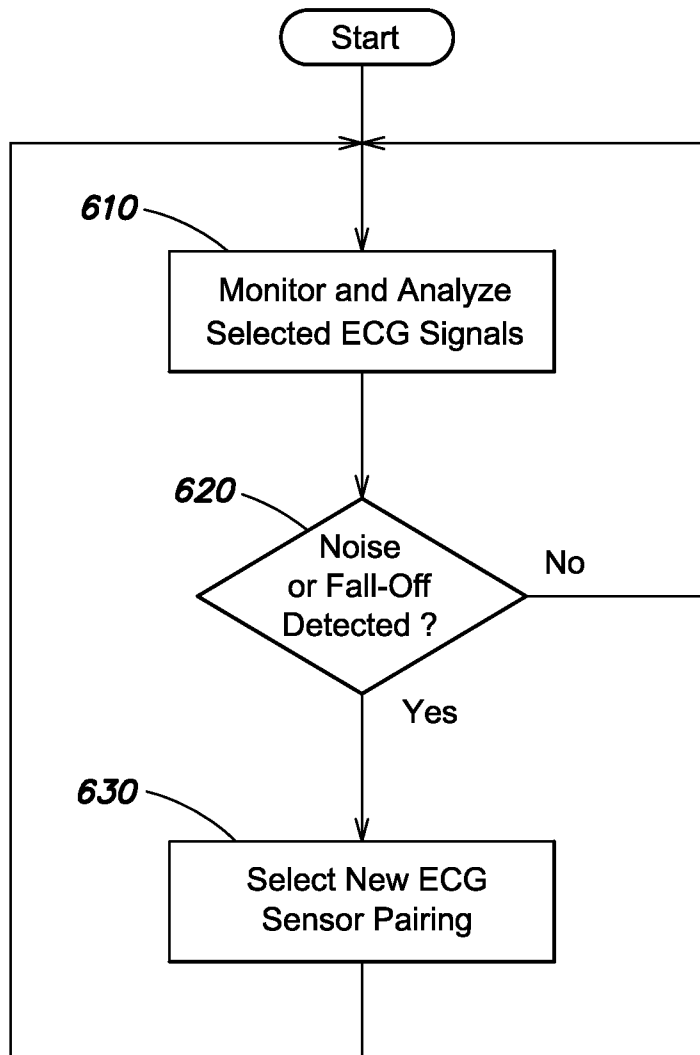 Start
610
Monitor and Analyze
Selected ECG Signals
620
Noise
or Fall-Off
Detected ?
No
Yes
630
Select New ECG
Sensor Pairing